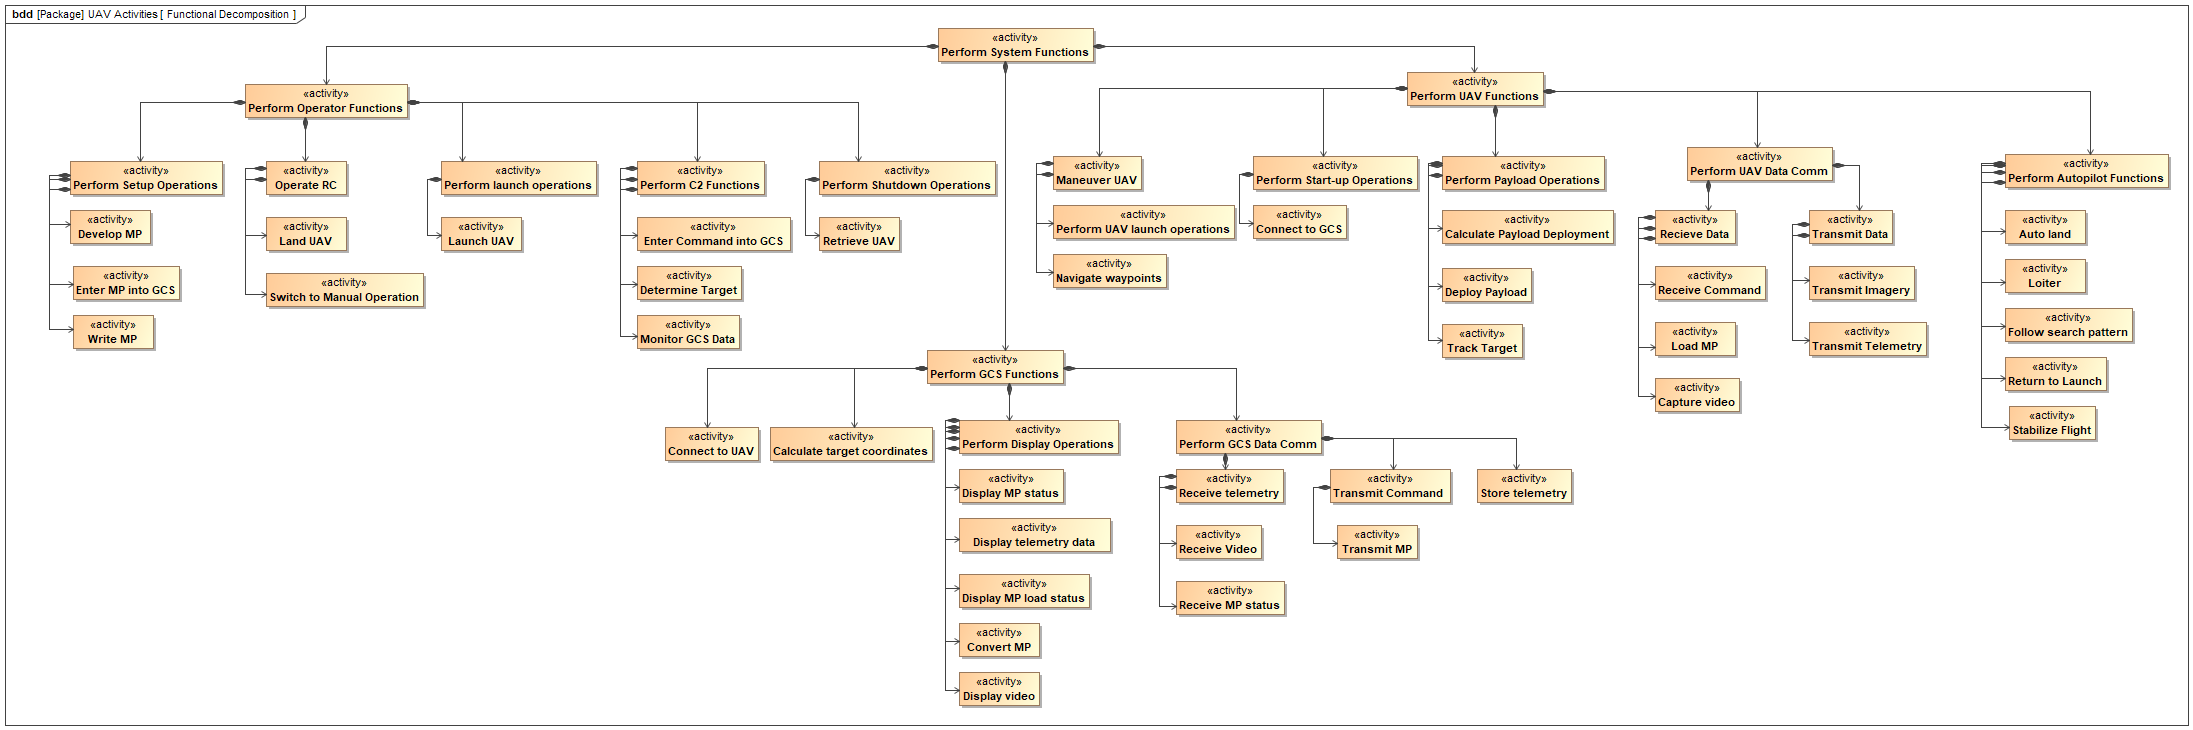 bdd [Package] UAV Activities [ Functional Decomposition ]
«activity»
Perform System Functions
«activity»
Perform Operator Functions
«activity»
Perform UAV Functions
«activity»
Perform Setup Operations
«activity»
Develop MP
«activity»
Enter MP into GCS
«activity»
Write MP
«activity»
Operate RC
«activity»
Land UAV
«activity»
Switch to Manual Operation
«activity»
Perform launch operations
«activity»
Launch UAV
«activity»
Perform C2 Functions
«activity»
Enter Command into GCS
«activity»
Determine Target
«activity»
Monitor GCS Data
«activity»
Perform Shutdown Operations
«activity»
Retrieve UAV
«activity»
Maneuver UAV
«activity»
Perform UAV launch operations
«activity»
Navigate waypoints
«activity»
Perform Start-up Operations
«activity»
Connect to GCS
«activity»
Perform Payload Operations
«activity»
Calculate Payload Deployment
«activity»
Deploy Payload
«activity»
Track Target
«activity»
Perform UAV Data Comm
«activity»
Recieve Data
«activity»
Receive Command
«activity»
Load MP
«activity»
Capture video
«activity»
Transmit Data
«activity»
Transmit Imagery
«activity»
Transmit Telemetry
«activity»
Perform Autopilot Functions
«activity»
Auto land
«activity»
Loiter
«activity»
Follow search pattern
«activity»
Return to Launch
«activity»
Stabilize Flight
«activity»
Perform GCS Functions
«activity»
Connect to UAV
«activity»
Calculate target coordinates
«activity»
Perform Display Operations
«activity»
Display MP status
«activity»
Display telemetry data
«activity»
Display MP load status
«activity»
Convert MP
«activity»
Display video
«activity»
Perform GCS Data Comm
«activity»
Receive telemetry
«activity»
Receive Video
«activity»
Receive MP status
«activity»
Transmit Command
«activity»
Transmit MP
«activity»
Store telemetry